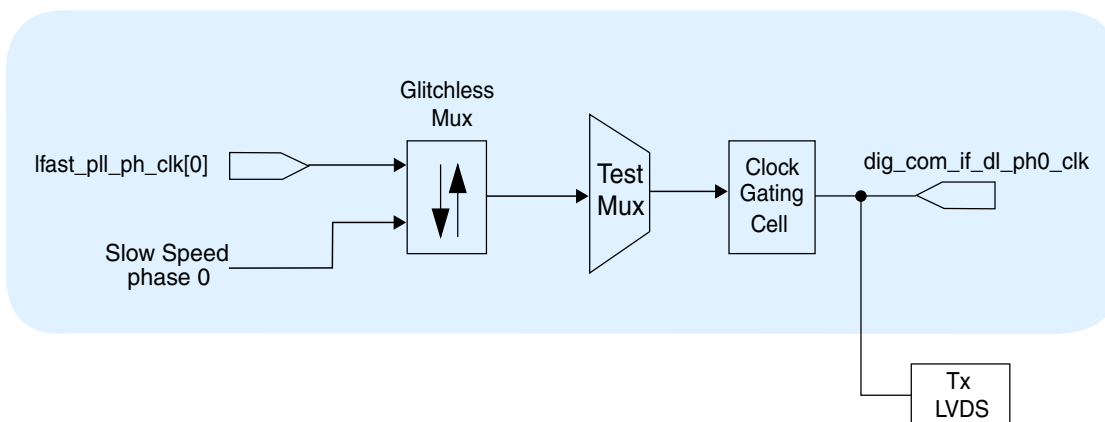 Glitchless
Mux
lfast_pll_ph_clk[0]
Slow Speed
phase 0
Test
Mux
Clock
Gating
Cell
dig_com_if_dl_ph0_clk
Tx
LVDS